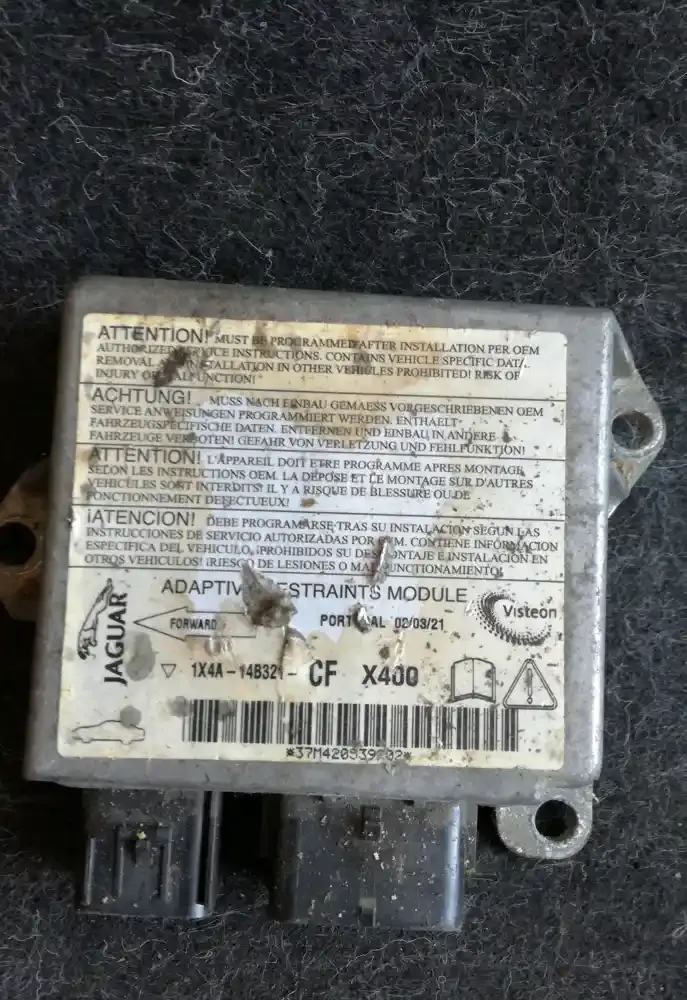 ATTENTION! MUST BE PROGRAMMED AFTER INSTALLATION PER OEM
AUTHORIZED SERVICE INSTRUCTIONS. CONTAINS VEHICLE SPECIFIC DATA.
REMOVAL INSTALLATION IN OTHER VEHICLES PROHIBITED! RISK OF
INJURY OR MALFUNCTION!
ACHTUNG! MUSS NACH EINBAU GEMAESS VORGESCHRIEBENEN OEM
SERVICE ANWEISUNGEN PROGRAMMIERT WERDEN. ENTHAELT
FAHRZEUGSPEZIFISCHE DATEN. ENTFERNEN UND EINBAU IN ANDERE
FAHRZEUGE VERBOTEN! GEFAHR VON VERLETZUNG UND FEHLFUNKTION!
ATTENTION! L'APPAREIL DOIT ETRE PROGRAMME APRES MONTAGE
SELON LES INSTRUCTIONS OEM. LA DEPOSE ET LE MONTAGE SUR D'AUTRES
VEHICULES SONT INTERDITS! IL Y A RISQUE DE BLESSURE OU DE
FONCTIONNEMENT DEFECTUEUX!
¡ATENCION! DEBE PROGRAMARSE TRAS SU INSTALACION SEGUN LAS
INSTRUCCIONES DE SERVICIO AUTORIZADAS POR OEM. CONTIENE INFORMACION
ESPECIFICA DEL VEHICULO. ¡PROHIBIDOS SU DESMONTAJE E INSTALACION EN
OTROS VEHICULOS! ¡RIESGO DE LESIONES O MAL FUNCIONAMIENTO!
ADAPTIVE RESTRAINTS MODULE
JAGUAR
FORWARD
PORTUGAL 02/03/21
Visteon
1X4A-14B321- CF X400